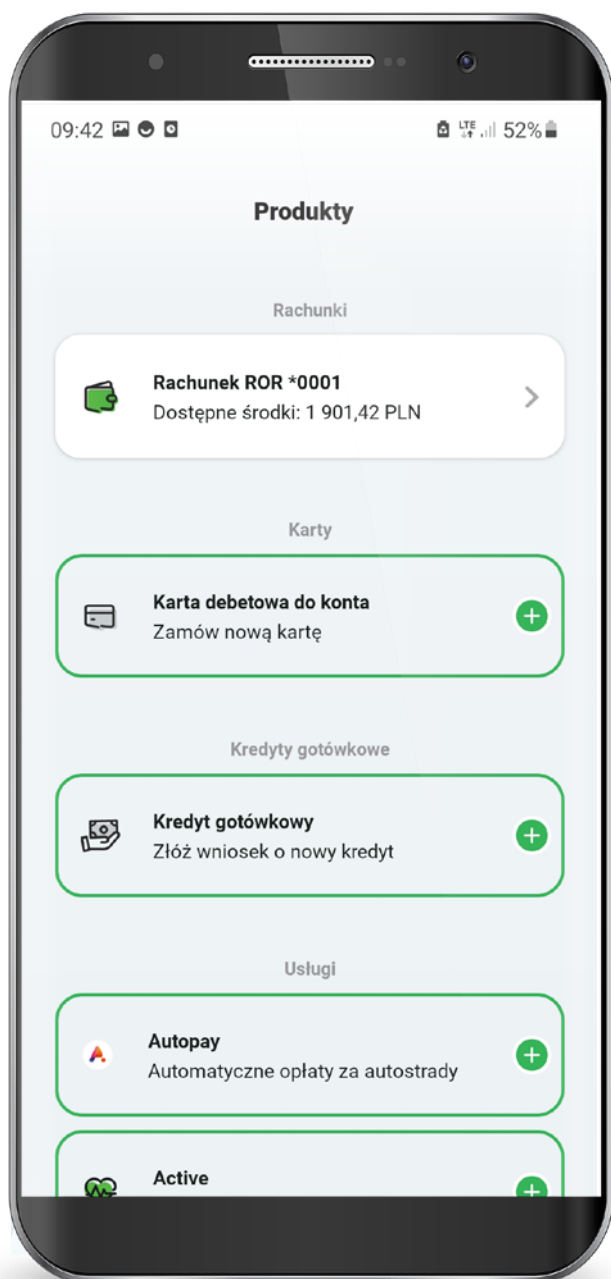 09:42 LTE 52%
Produkty
Rachunki
Rachunek ROR *0001
Dostępne środki: 1 901,42 PLN
Karty
Karta debetowa do konta
Zamów nową kartę
Kredyty gotówkowe
Kredyt gotówkowy
Złóż wniosek o nowy kredyt
Usługi
Autopay
Automatyczne opłaty za autostrady
Active